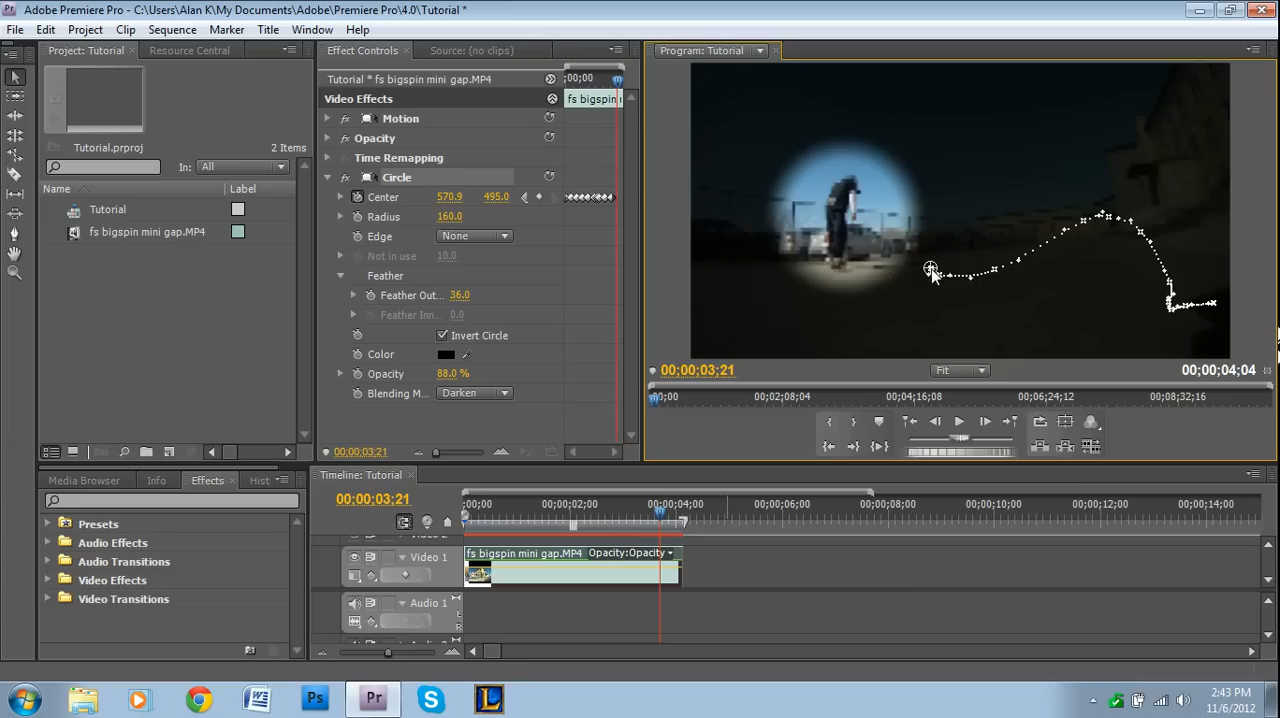 Adobe Premiere Pro - C:\Users\Alan K\My Documents\Adobe\Premiere Pro\4.0\Tutorial *
File Edit Project Clip Sequence Marker Title Window Help
Project: Tutorial Resource Central
Tutorial.prproj 2 Items
In: All
Name Label
Tutorial
fs bigspin mini gap.MP4
Effect Controls Source: (no clips)
Tutorial * fs bigspin mini gap.MP4 ;00;00
Video Effects fs bigspin
Motion
Opacity
Time Remapping
Circle
Center 570.9 495.0
Radius 160.0
Edge None
Not in use 10.0
Feather
Feather Out... 36.0
Feather Inn... 0.0
Invert Circle
Color
Opacity 88.0 %
Blending M... Darken
00;00;03;21
Program: Tutorial
00;00;03;21 Fit 00;00;04;04
00;00 00;02;08;04 00;04;16;08 00;06;24;12 00;08;32;16
Media Browser Info Effects Hist
Presets
Audio Effects
Audio Transitions
Video Effects
Video Transitions
Timeline: Tutorial
00;00;03;21 ;00;00 00;00;02;00 00;00;04;00 00;00;06;00 00;00;08;00 00;00;10;00 00;00;12;00 00;00;14;00
Video 1 fs bigspin mini gap.MP4 Opacity:Opacity
Audio 1
L
R
Ps Pr
2:43 PM
11/6/2012